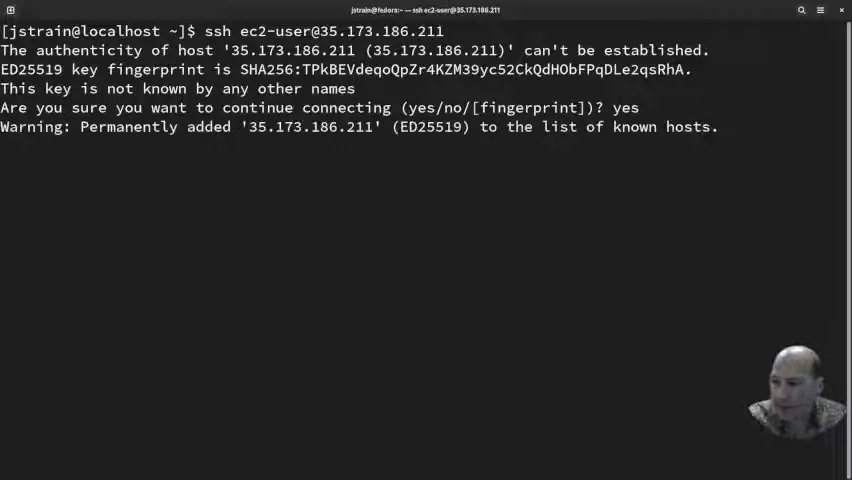 jstrain@fedora:~ — ssh ec2-user@35.173.186.211
[jstrain@localhost ~]$ ssh ec2-user@35.173.186.211
The authenticity of host '35.173.186.211 (35.173.186.211)' can't be established.
ED25519 key fingerprint is SHA256:TPkBEVdeqoQpZr4KZM39yc52CkQdHObFPqDLe2qsRhA.
This key is not known by any other names
Are you sure you want to continue connecting (yes/no/[fingerprint])? yes
Warning: Permanently added '35.173.186.211' (ED25519) to the list of known hosts.